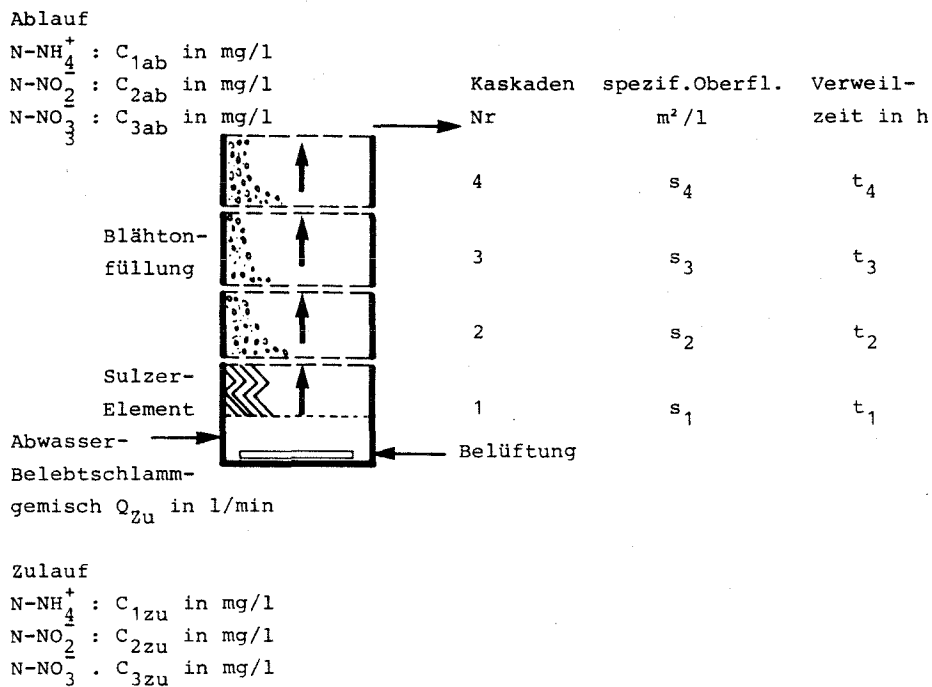 Ablauf
N-NH₄⁺ : C₁ab in mg/l
N-NO₂⁻ : C₂ab in mg/l
N-NO₃⁻ : C₃ab in mg/l
3
Kaskaden spezif.Oberfl. Verweil-
Nr m²/l zeit in h
4 s₄ t₄
Blähton-
füllung
3 s₃ t₃
2 s₂ t₂
Sulzer-
Element
1 s₁ t₁
Abwasser-
Belebtschlamm-
gemisch Q_Zu in l/min
Belüftung
Zulauf
N-NH₄⁺ : C₁zu in mg/l
N-NO₂⁻ : C₂zu in mg/l
N-NO₃⁻ . C₃zu in mg/l